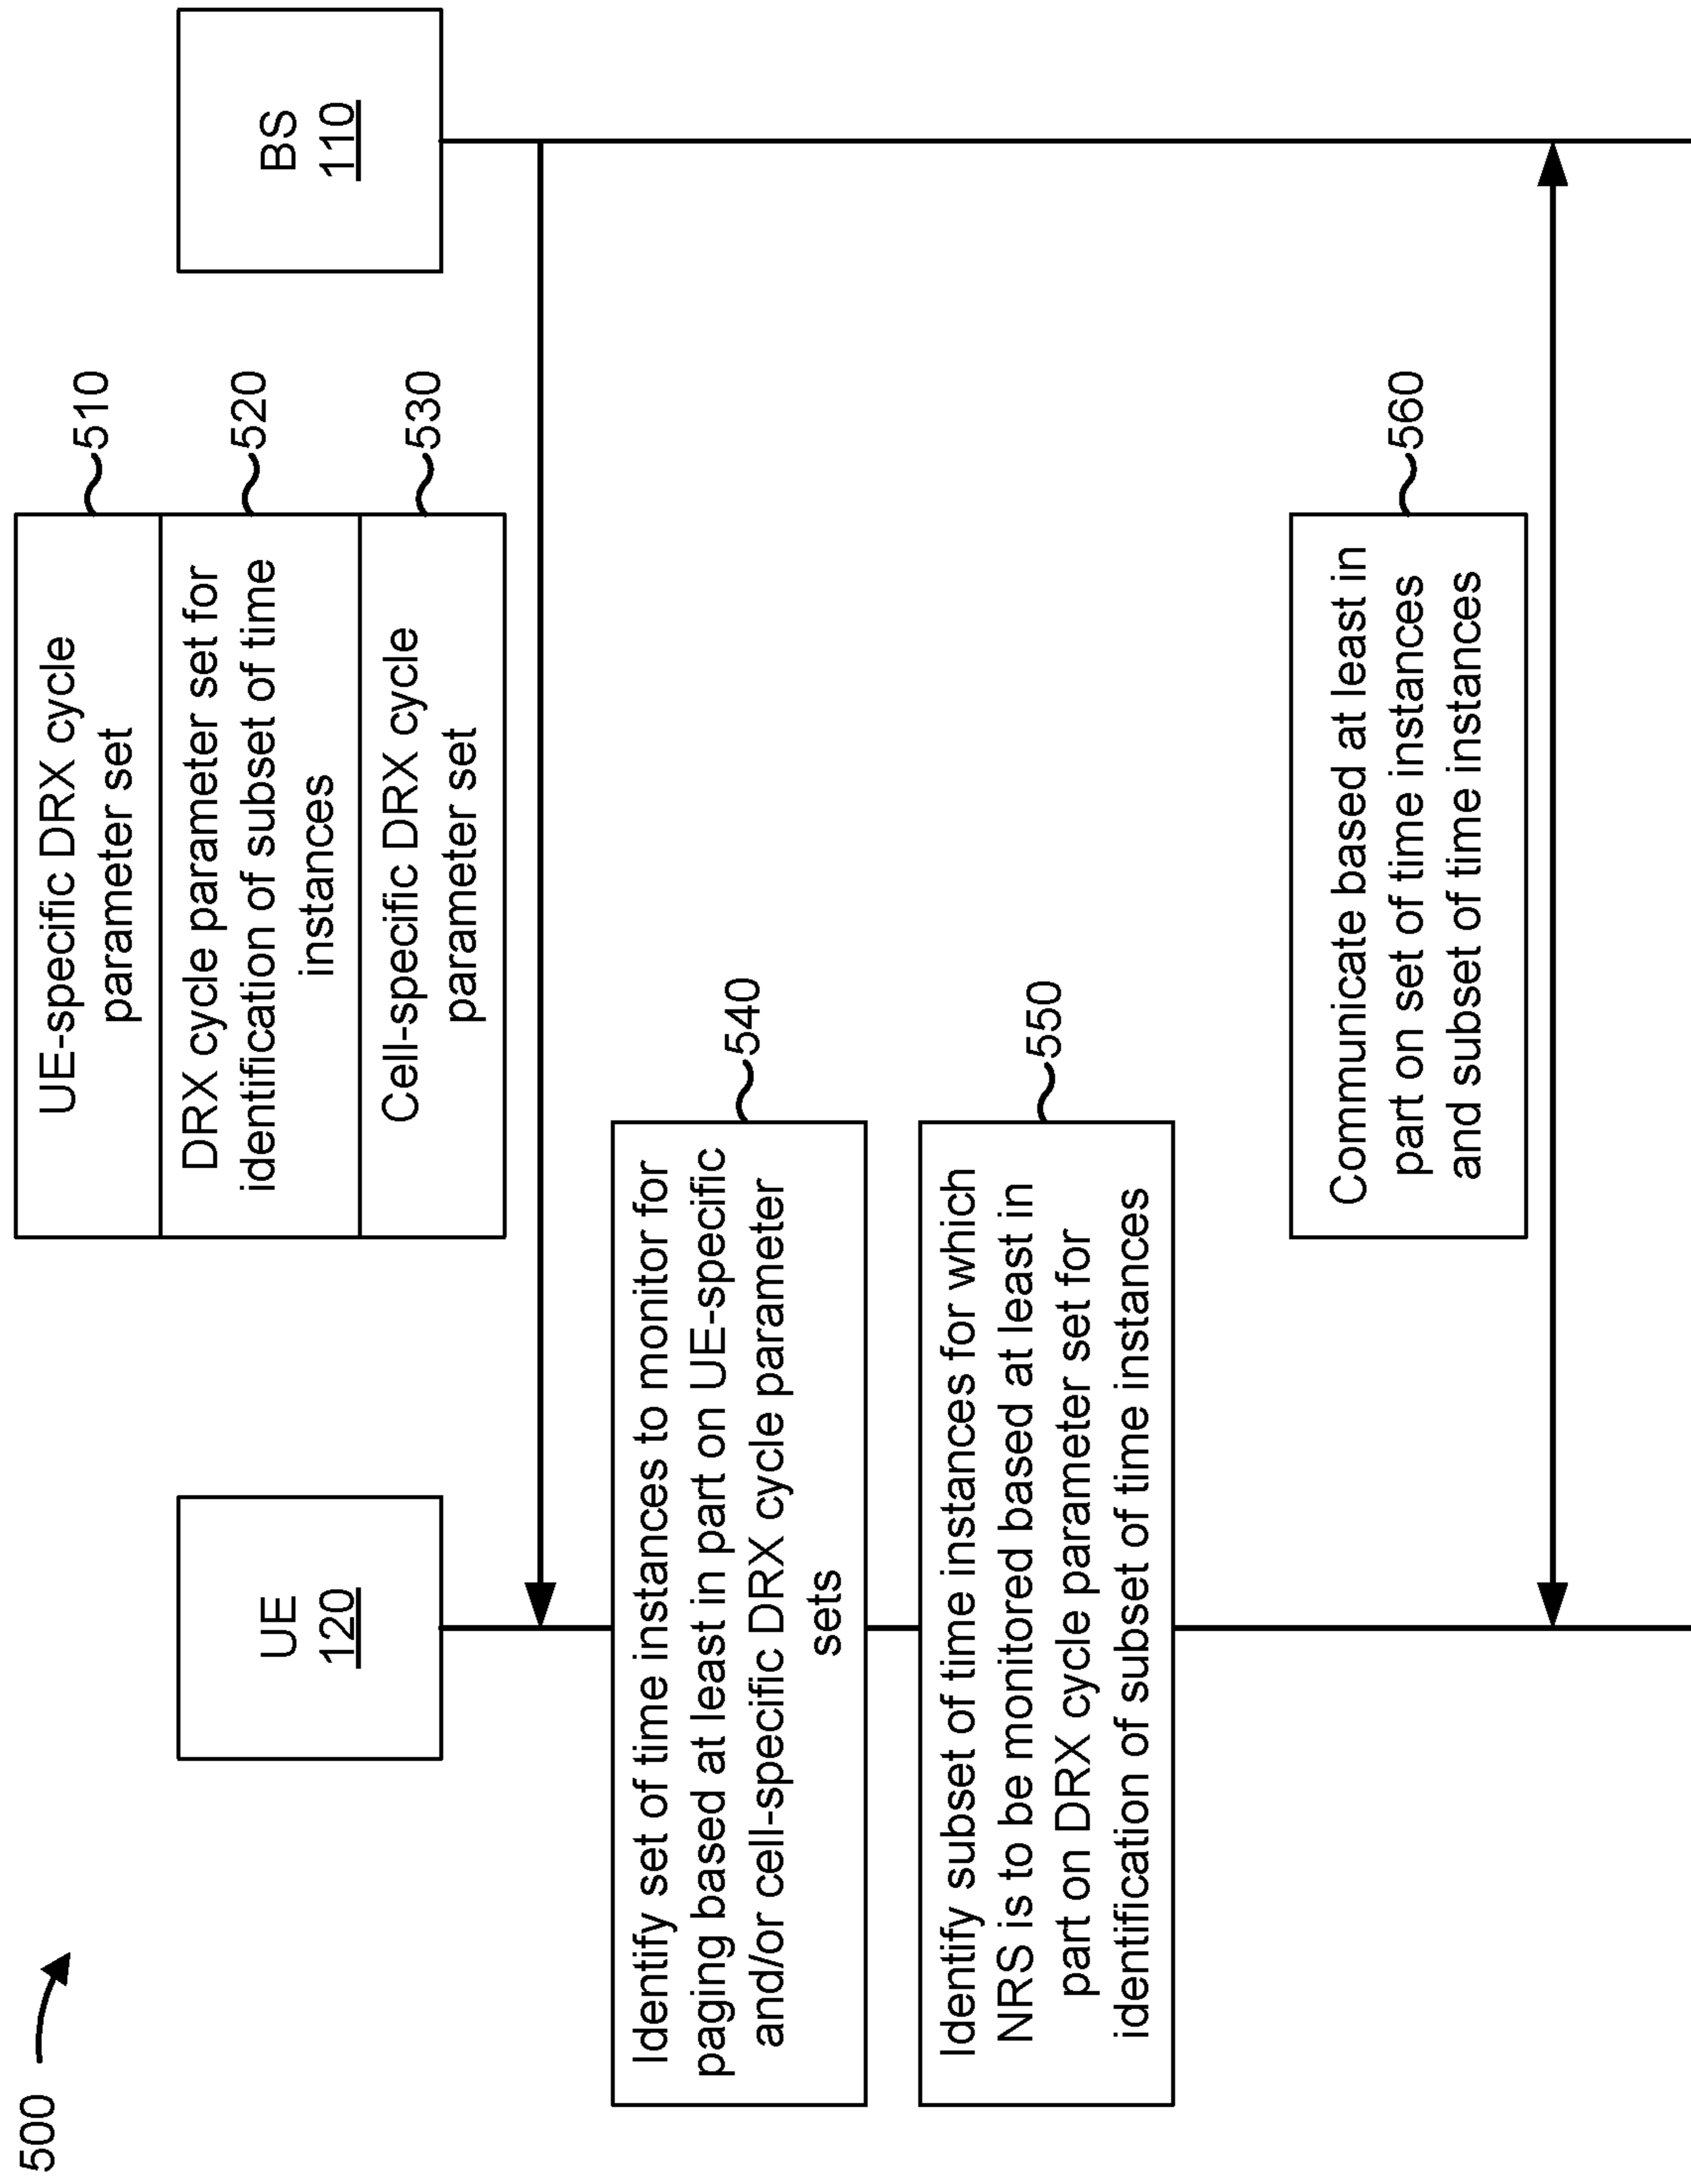 500
UE
120
BS
110
UE-specific DRX cycle
parameter set
510
DRX cycle parameter set for
identification of subset of time
instances
520
Cell-specific DRX cycle
parameter set
530
Identify set of time instances to monitor for
paging based at least in part on UE-specific
and/or cell-specific DRX cycle parameter
sets
540
Identify subset of time instances for which
NRS is to be monitored based at least in
part on DRX cycle parameter set for
identification of subset of time instances
550
Communicate based at least in
part on set of time instances
and subset of time instances
560